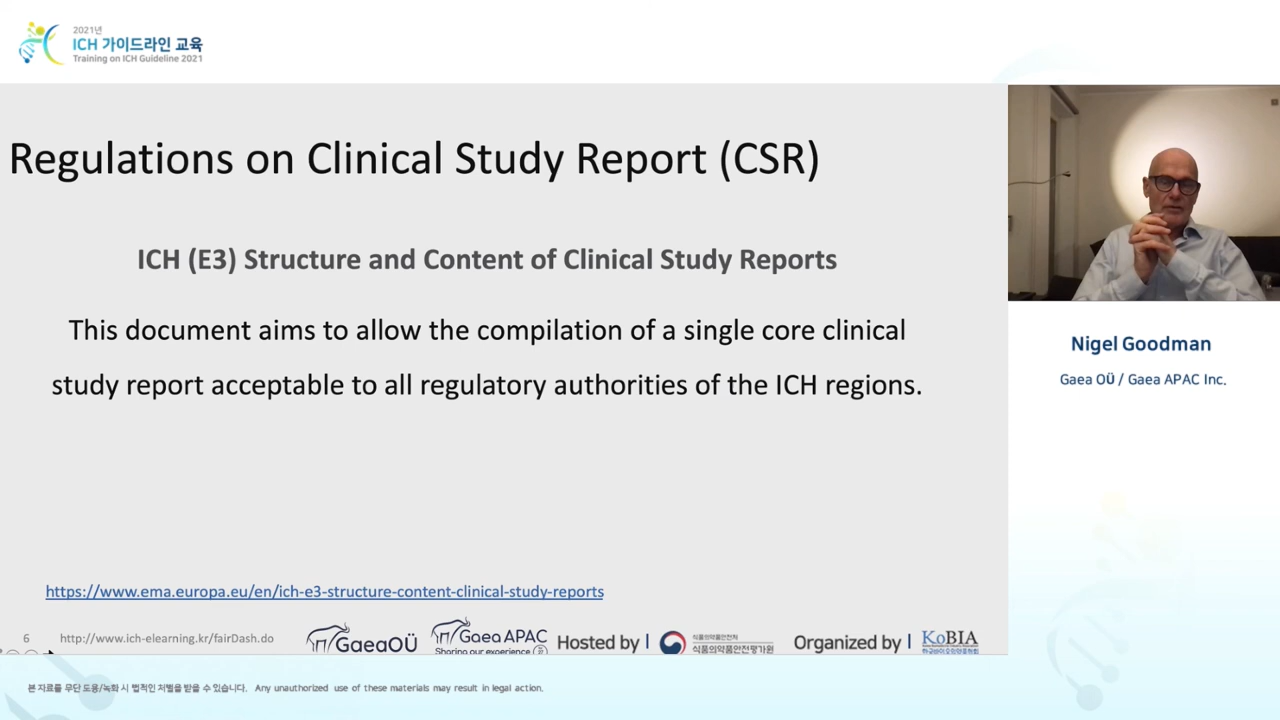 2021년
ICH 가이드라인 교육
Training on ICH Guideline 2021
Regulations on Clinical Study Report (CSR)
ICH (E3) Structure and Content of Clinical Study Reports
This document aims to allow the compilation of a single core clinical
study report acceptable to all regulatory authorities of the ICH regions.
Nigel Goodman
Gaea OÜ / Gaea APAC Inc.
https://www.ema.europa.eu/en/ich-e3-structure-content-clinical-study-reports
6
http://www.ich-elearning.kr/fairDash.do
GaeaOÜ
Gaea APAC
Sharing our experience
Hosted by
식품의약품안전처
식품의약품안전평가원
Organized by
KoBIA
한국바이오의약품협회
본 자료를 무단 도용/녹화 시 법적인 처벌을 받을 수 있습니다. Any unauthorized use of these materials may result in legal action.